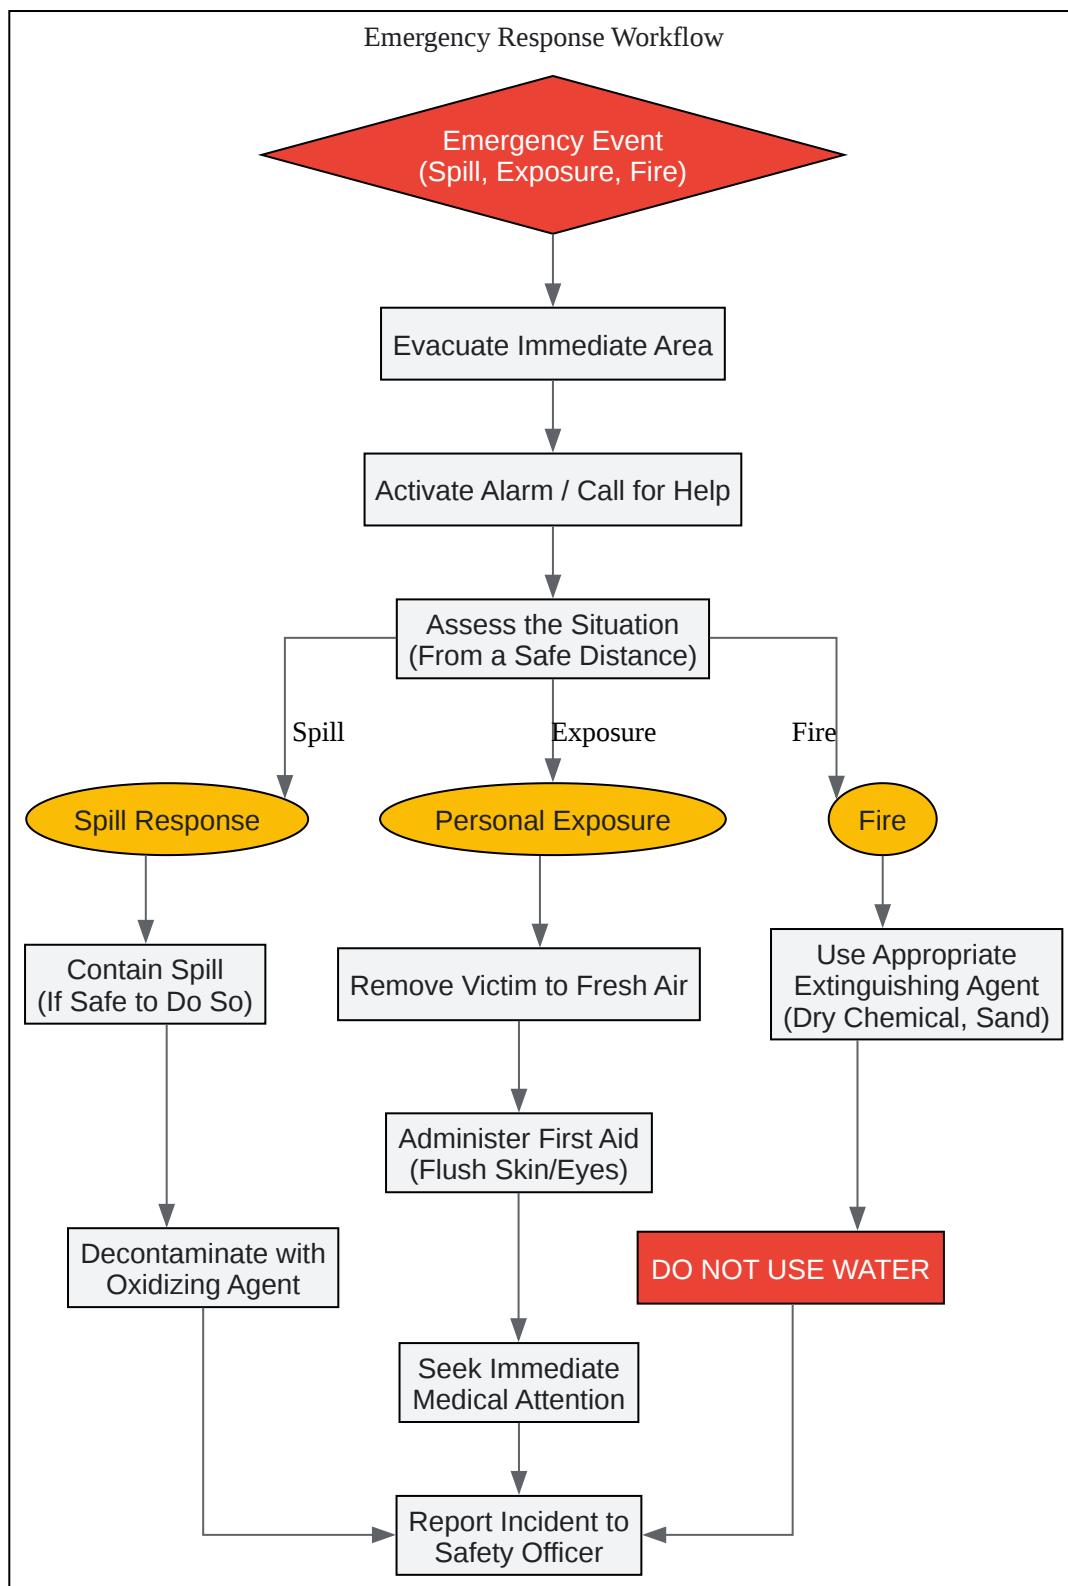 Emergency Response Workflow
Emergency Event
(Spill, Exposure, Fire)
Evacuate Immediate Area
Activate Alarm / Call for Help
Assess the Situation
(From a Safe Distance)
Spill
Exposure
Fire
Spill Response
Personal Exposure
Fire
Contain Spill
(If Safe to Do So)
Remove Victim to Fresh Air
Use Appropriate
Extinguishing Agent
(Dry Chemical, Sand)
Administer First Aid
(Flush Skin/Eyes)
Decontaminate with
Oxidizing Agent
DO NOT USE WATER
Seek Immediate
Medical Attention
Report Incident to
Safety Officer